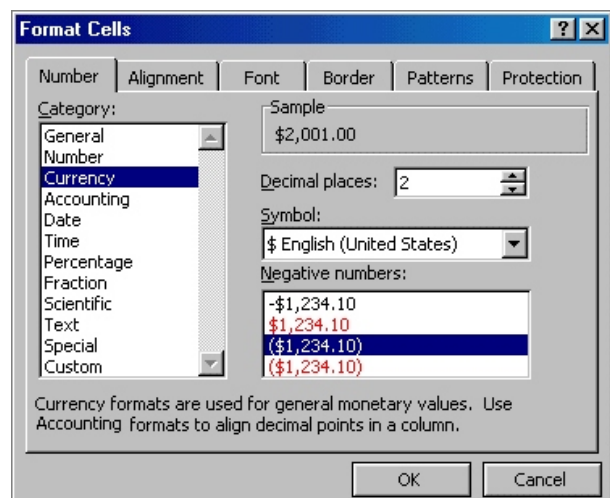 Format Cells
Number Alignment Font Border Patterns Protection
Category:
General
Number
Currency
Accounting
Date
Time
Percentage
Fraction
Scientific
Text
Special
Custom
Sample
$2,001.00
Decimal places: 2
Symbol:
$ English (United States)
Negative numbers:
-$1,234.10
$1,234.10
($1,234.10)
($1,234.10)
Currency formats are used for general monetary values. Use
Accounting formats to align decimal points in a column.
OK Cancel